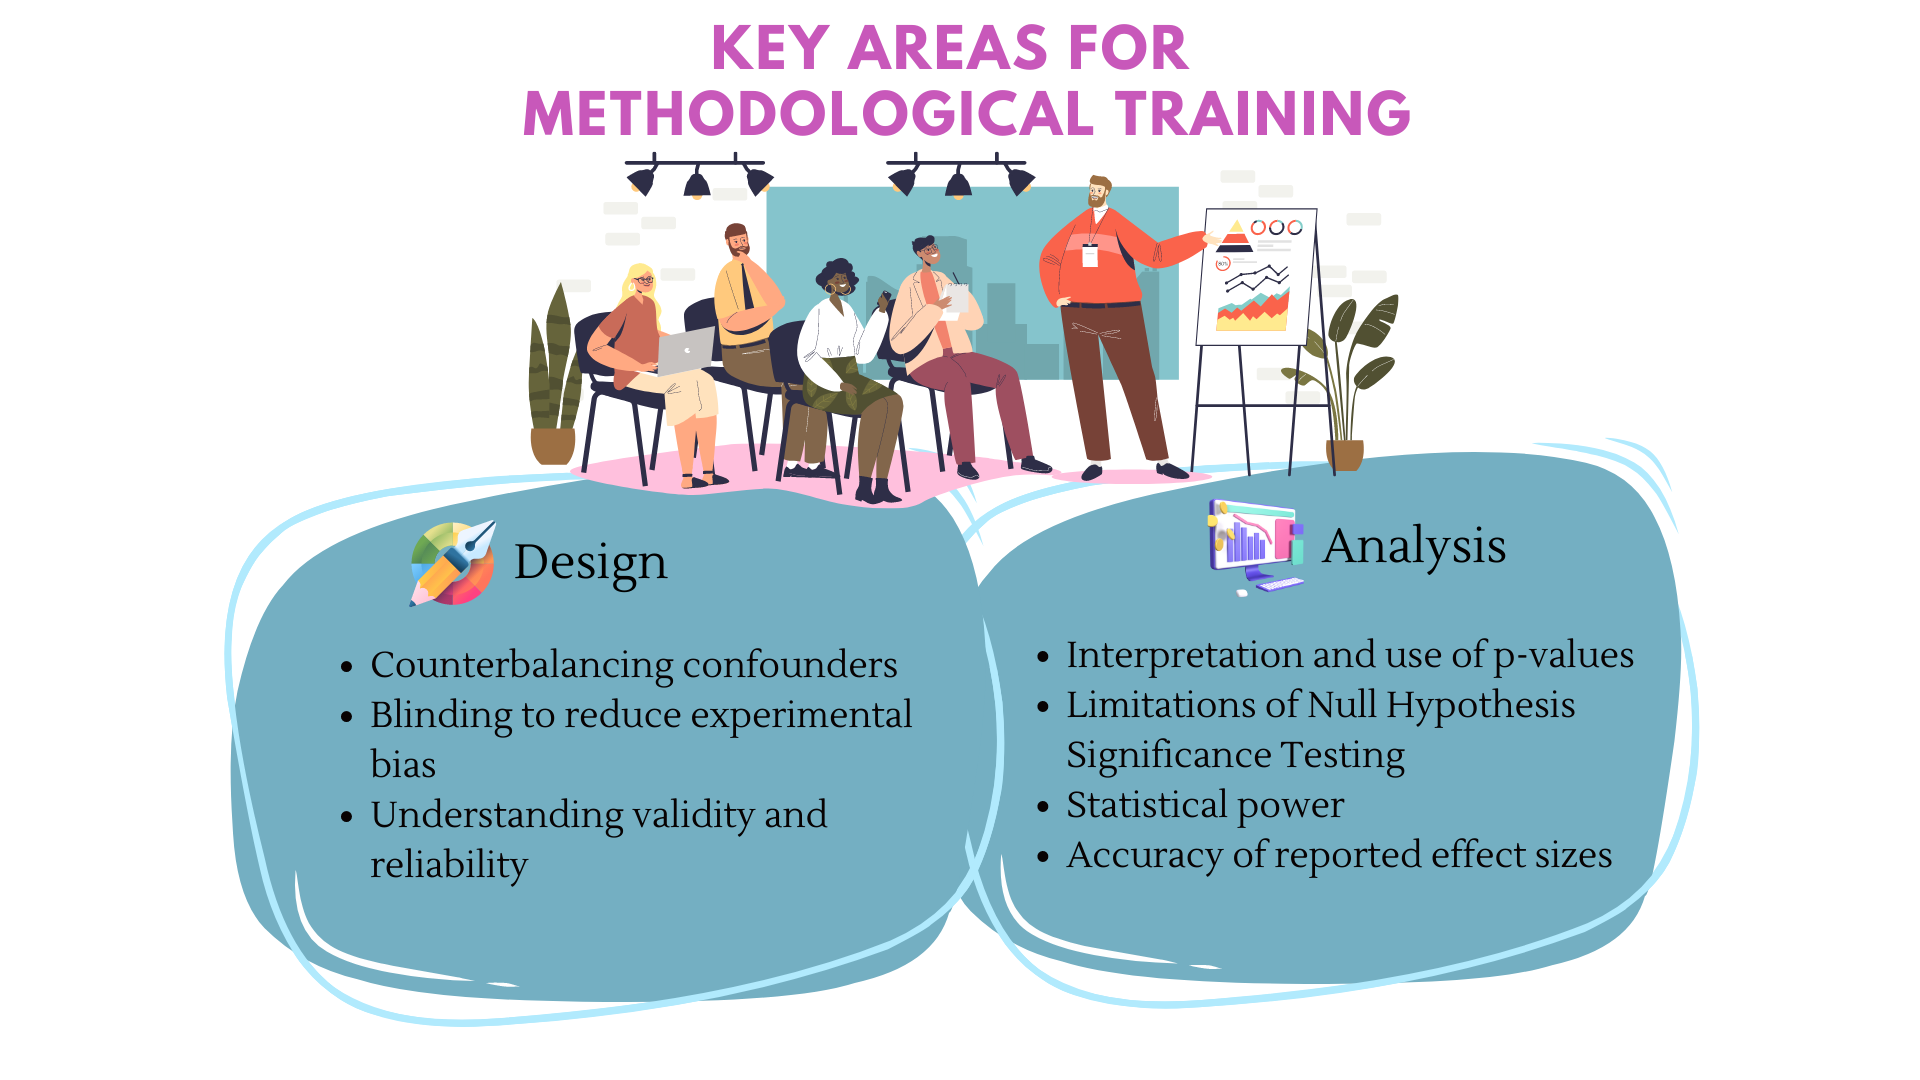 KEY AREAS FOR
METHODOLOGICAL TRAINING
80%
Design
• Counterbalancing confounders
• Blinding to reduce experimental
bias
• Understanding validity and
reliability
Analysis
• Interpretation and use of p-values
• Limitations of Null Hypothesis
Significance Testing
• Statistical power
• Accuracy of reported effect sizes